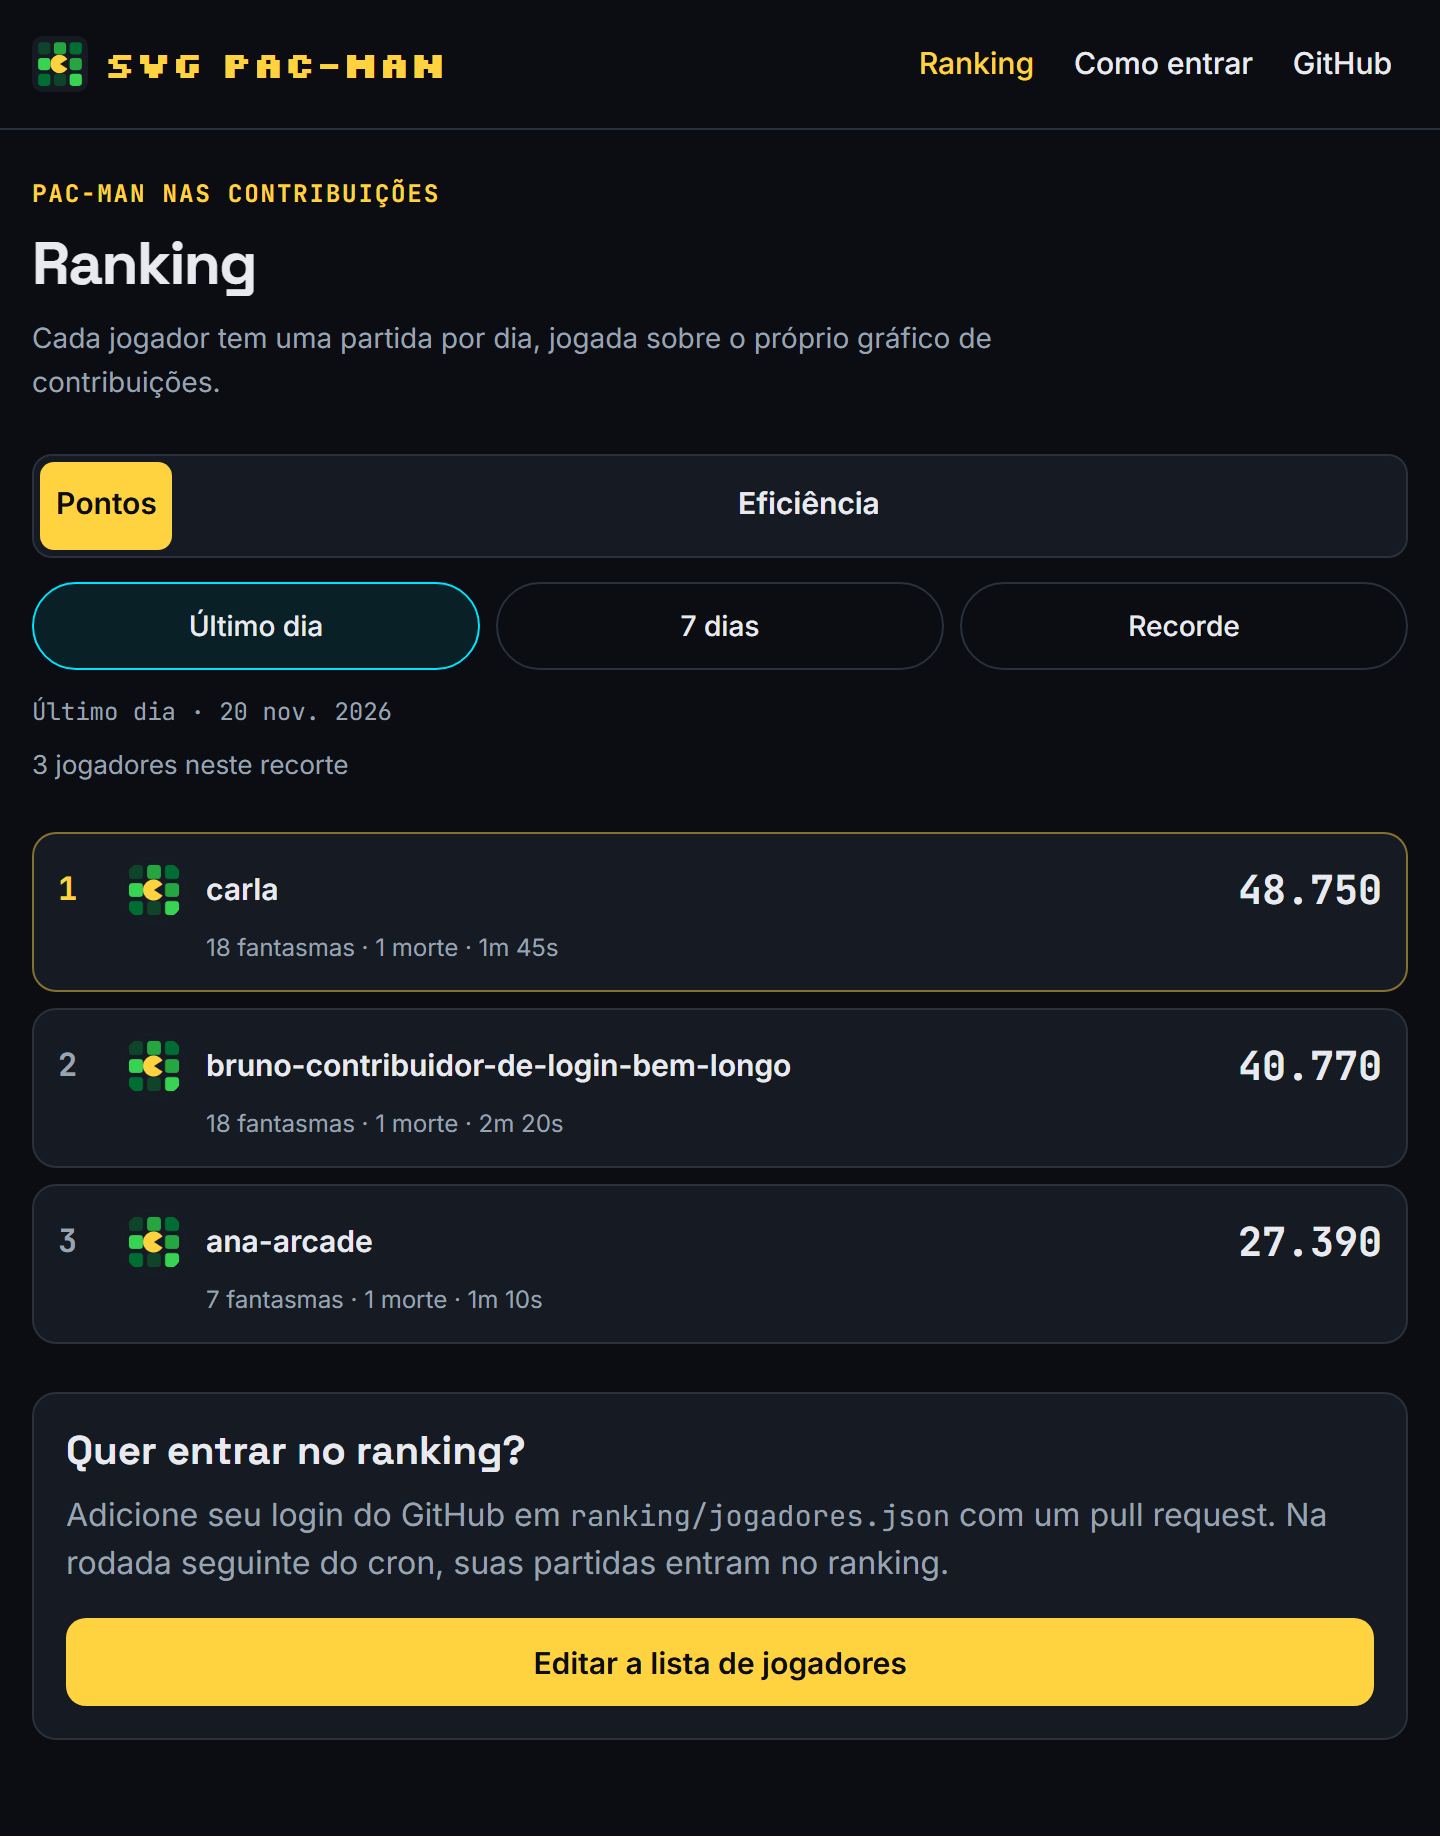 SVG PAC-MAN
Ranking
Como entrar
GitHub
PAC-MAN NAS CONTRIBUIÇÕES
Ranking
Cada jogador tem uma partida por dia, jogada sobre o próprio gráfico de
contribuições.
Pontos
Eficiência
Último dia
7 dias
Recorde
Último dia · 20 nov. 2026
3 jogadores neste recorte
1
carla
48.750
18 fantasmas · 1 morte · 1m 45s
2
bruno-contribuidor-de-login-bem-longo
40.770
18 fantasmas · 1 morte · 2m 20s
3
ana-arcade
27.390
7 fantasmas · 1 morte · 1m 10s
Quer entrar no ranking?
Adicione seu login do GitHub em ranking/jogadores.json com um pull request. Na
rodada seguinte do cron, suas partidas entram no ranking.
Editar a lista de jogadores